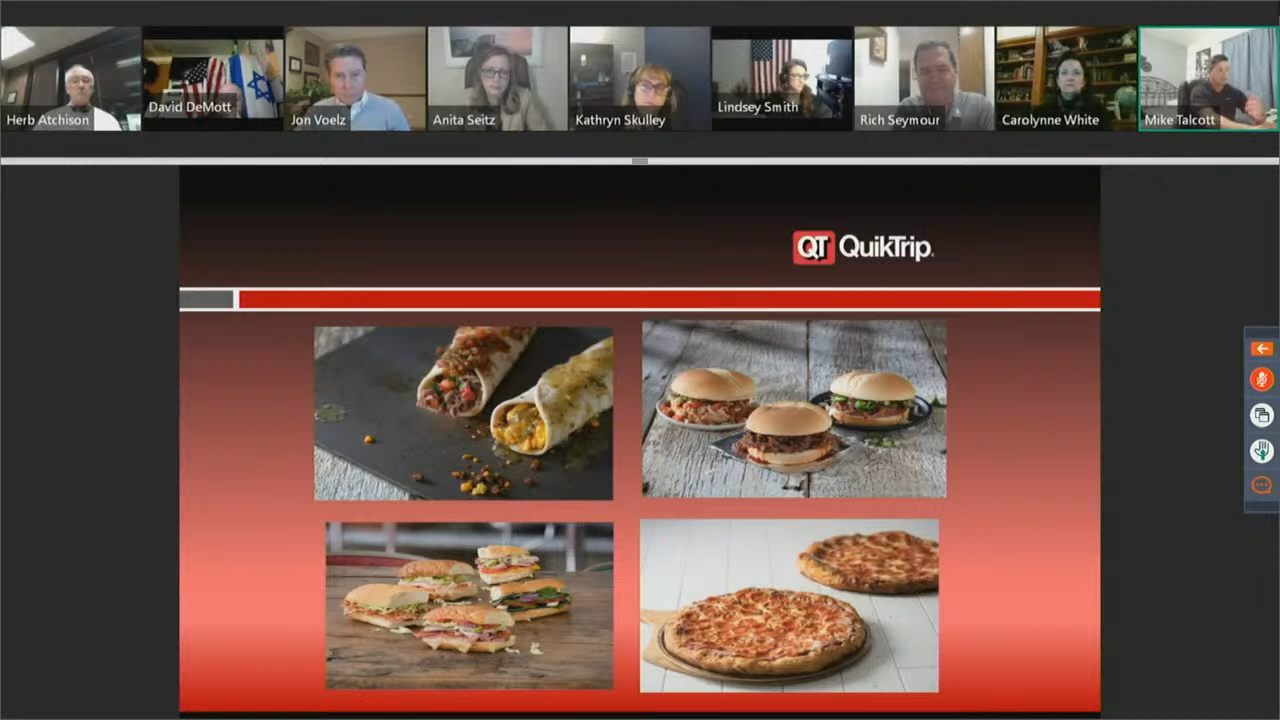 Herb Atchison
David DeMott
Jon Voelz
Anita Seitz
Kathryn Skulley
Lindsey Smith
Rich Seymour
Carolynne White
Mike Talcott
QT QuikTrip